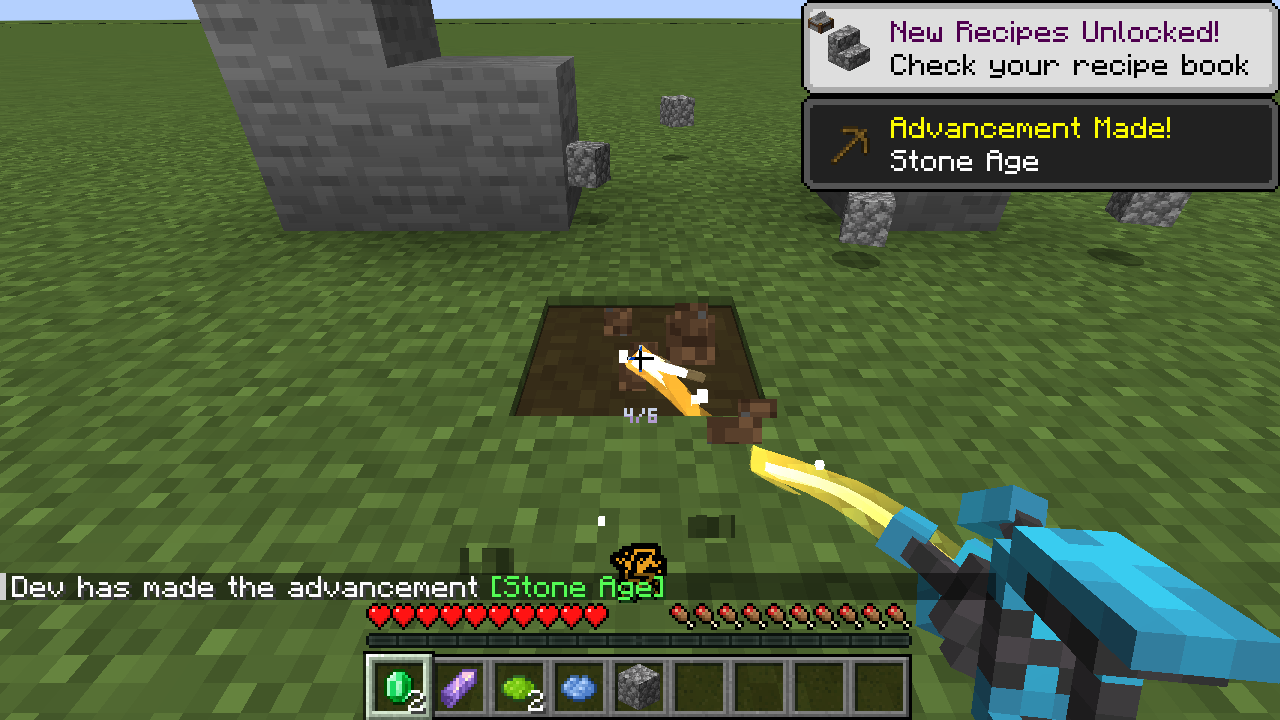 New Recipes Unlocked!
Check your recipe book
Advancement Made!
Stone Age
4/6
Dev has made the advancement [Stone Age]
2
2